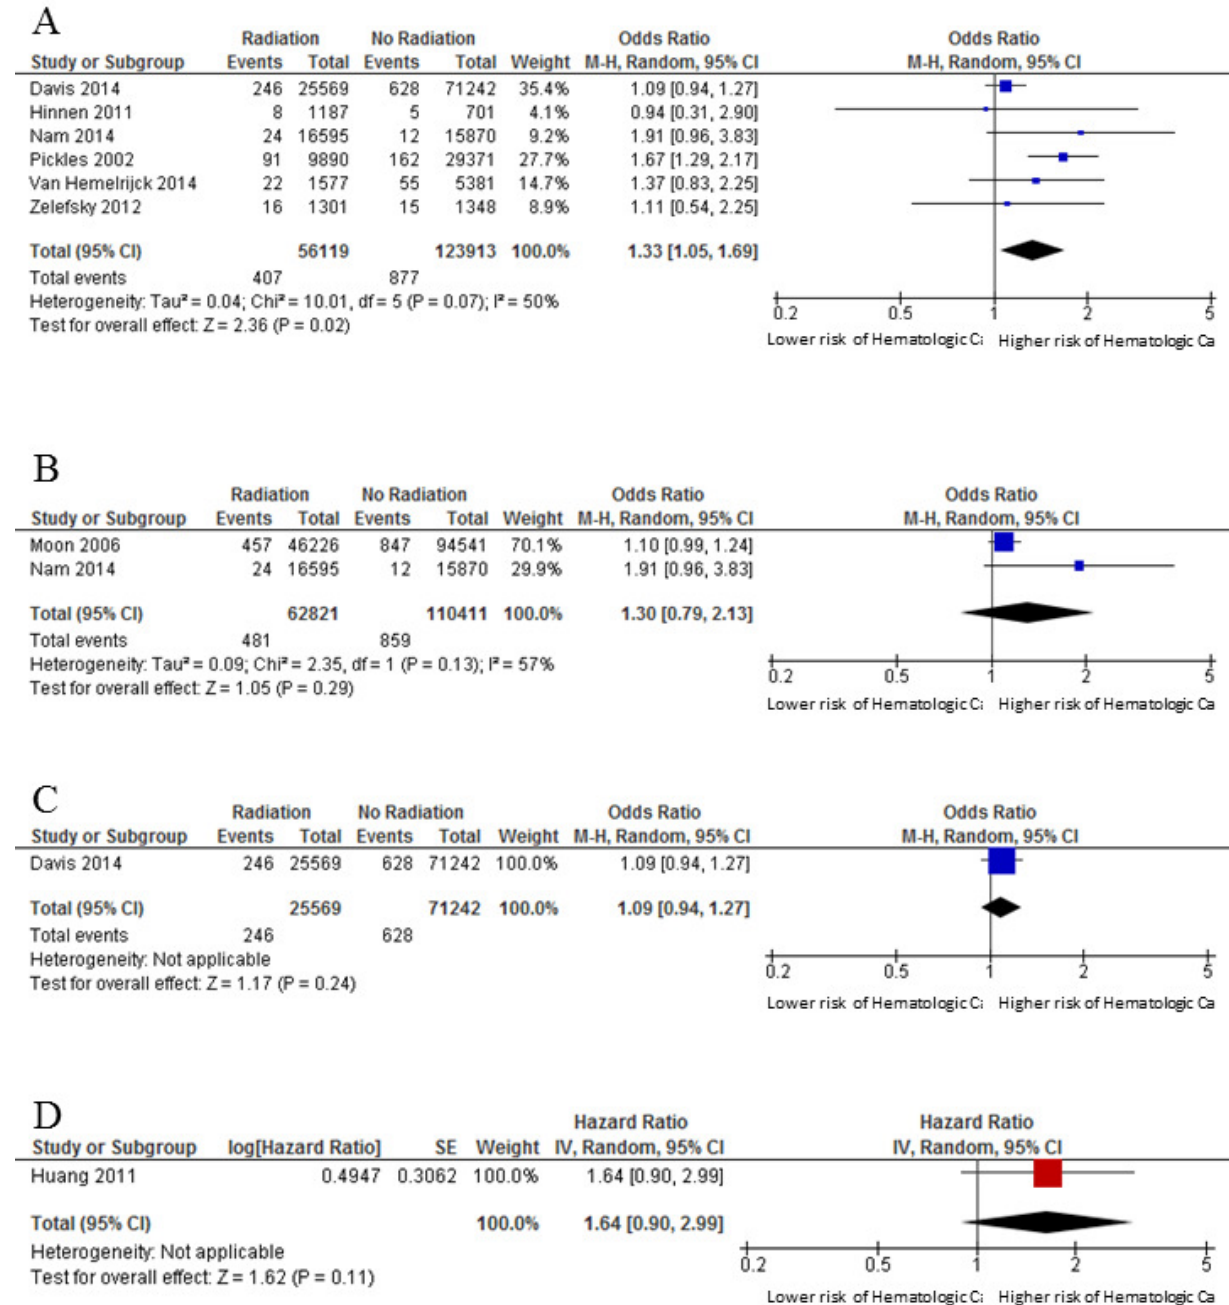 A
Radiation No Radiation Odds Ratio Odds Ratio
Study or Subgroup Events Total Events Total Weight M-H, Random, 95% CI M-H, Random, 95% CI
Davis 2014 246 25569 628 71242 35.4% 1.09 [0.94, 1.27]
Hinnen 2011 8 1187 5 701 4.1% 0.94 [0.31, 2.90]
Nam 2014 24 16595 12 15870 9.2% 1.91 [0.96, 3.83]
Pickles 2002 91 9890 162 29371 27.7% 1.67 [1.29, 2.17]
Van Hemelrijck 2014 22 1577 55 5381 14.7% 1.37 [0.83, 2.25]
Zelefsky 2012 16 1301 15 1348 8.9% 1.11 [0.54, 2.25]
Total (95% CI) 56119 123913 100.0% 1.33 [1.05, 1.69]
Total events 407 877
Heterogeneity: Tau² = 0.04; Chi² = 10.01, df = 5 (P = 0.07); I² = 50%
Test for overall effect: Z = 2.36 (P = 0.02)
0.2 0.5 1 2 5
Lower risk of Hematologic Ca Higher risk of Hematologic Ca
B
Radiation No Radiation Odds Ratio Odds Ratio
Study or Subgroup Events Total Events Total Weight M-H, Random, 95% CI M-H, Random, 95% CI
Moon 2006 457 46226 847 94541 70.1% 1.10 [0.99, 1.24]
Nam 2014 24 16595 12 15870 29.9% 1.91 [0.96, 3.83]
Total (95% CI) 62821 110411 100.0% 1.30 [0.79, 2.13]
Total events 481 859
Heterogeneity: Tau² = 0.09; Chi² = 2.35, df = 1 (P = 0.13); I² = 57%
Test for overall effect: Z = 1.05 (P = 0.29)
0.2 0.5 1 2 5
Lower risk of Hematologic Ca Higher risk of Hematologic Ca
C
Radiation No Radiation Odds Ratio Odds Ratio
Study or Subgroup Events Total Events Total Weight M-H, Random, 95% CI M-H, Random, 95% CI
Davis 2014 246 25569 628 71242 100.0% 1.09 [0.94, 1.27]
Total (95% CI) 25569 71242 100.0% 1.09 [0.94, 1.27]
Total events 246 628
Heterogeneity: Not applicable
Test for overall effect: Z = 1.17 (P = 0.24)
0.2 0.5 1 2 5
Lower risk of Hematologic Ca Higher risk of Hematologic Ca
D
Hazard Ratio Hazard Ratio
Study or Subgroup log[Hazard Ratio] SE Weight IV, Random, 95% CI IV, Random, 95% CI
Huang 2011 0.4947 0.3062 100.0% 1.64 [0.90, 2.99]
Total (95% CI) 100.0% 1.64 [0.90, 2.99]
Heterogeneity: Not applicable
Test for overall effect: Z = 1.62 (P = 0.11)
0.2 0.5 1 2 5
Lower risk of Hematologic Ca Higher risk of Hematologic Ca